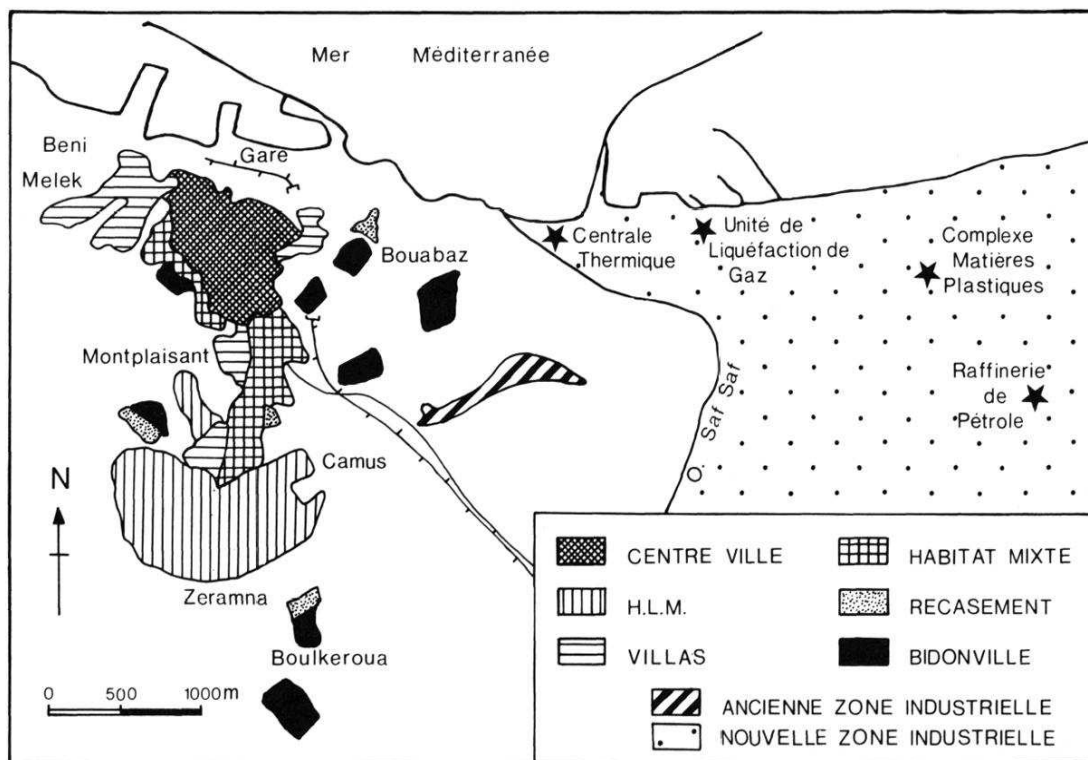 Mer Méditerranée
Beni
Melek
Gare
Bouabaz
Centrale
Thermique
Unité de
Liquéfaction de
Gaz
Complexe
Matières
Plastiques
Montplaisant
Raffinerie
de
Pétrole
O. Saf Saf
Camus
N
Zeramna
Boulkeroua
0 500 1000 m
CENTRE VILLE
HABITAT MIXTE
H.L.M.
RECASEMENT
VILLAS
BIDONVILLE
ANCIENNE ZONE INDUSTRIELLE
NOUVELLE ZONE INDUSTRIELLE